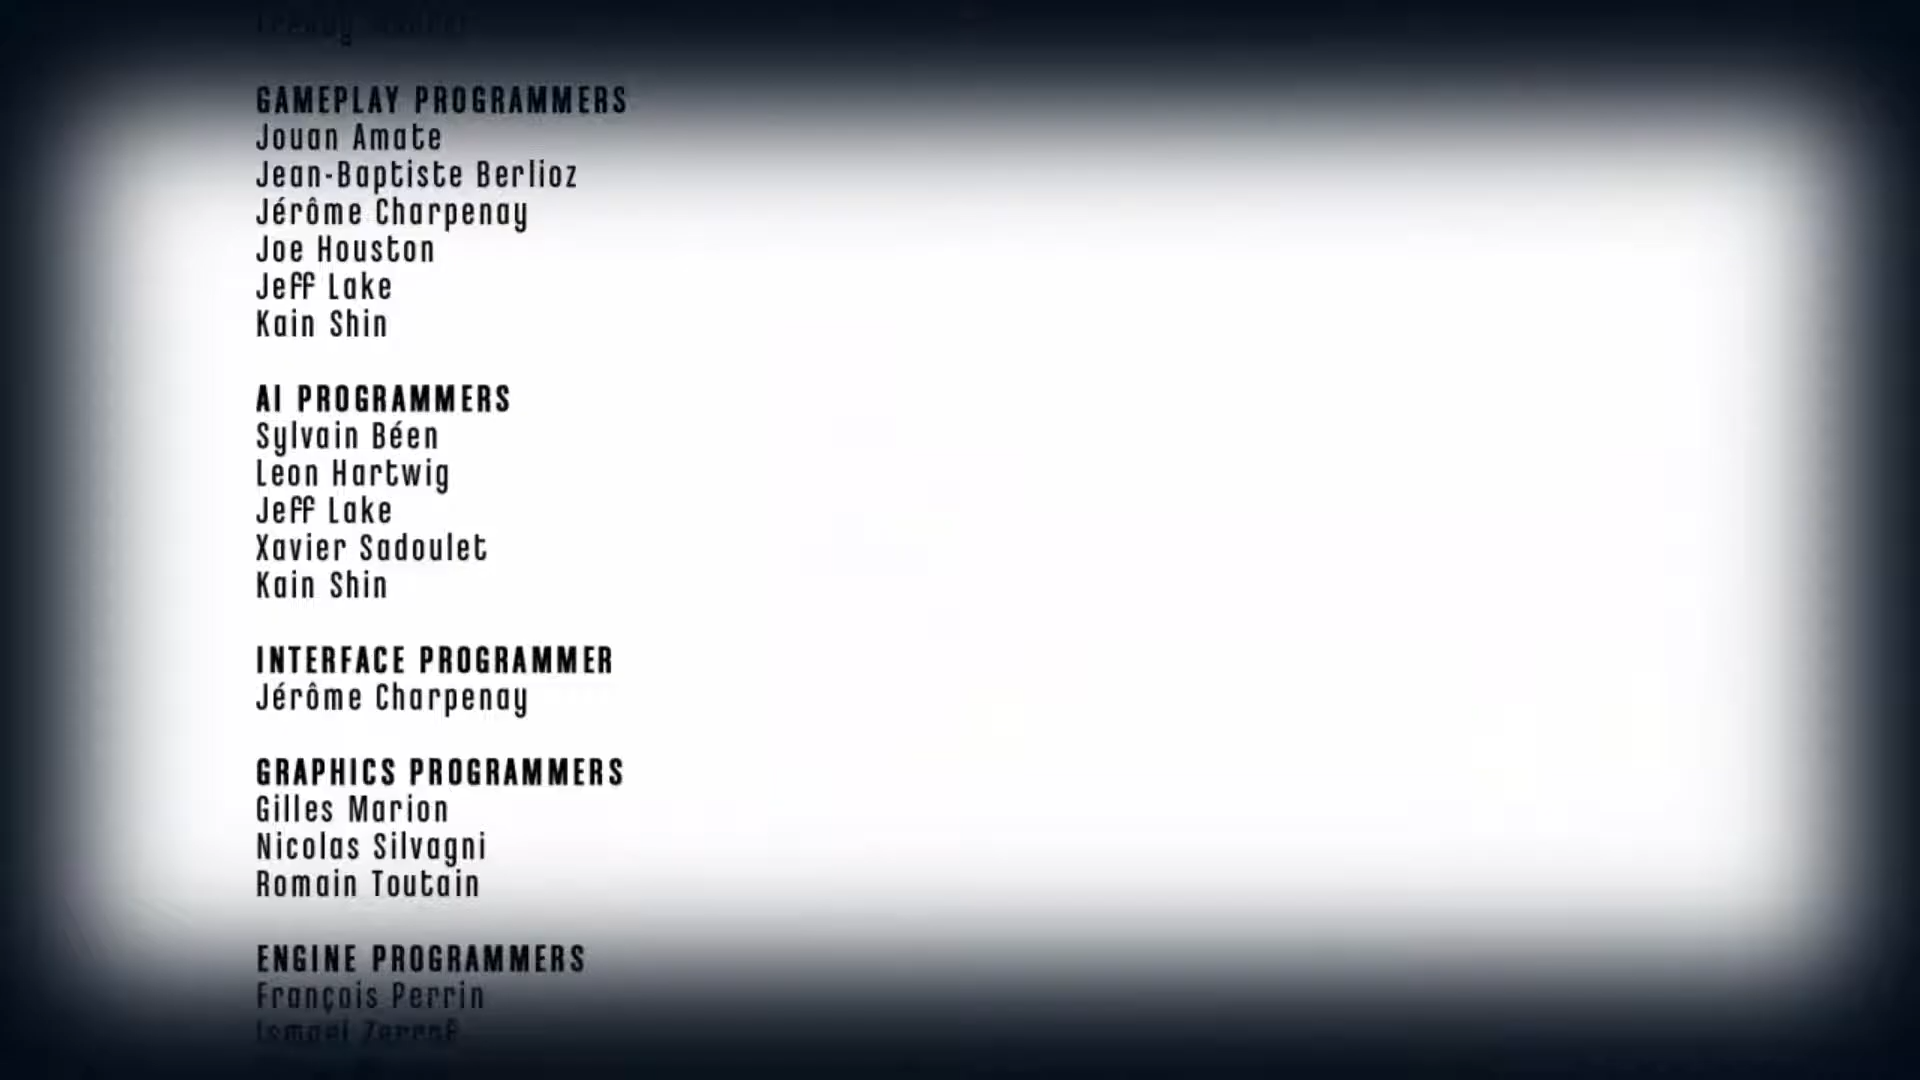 GAMEPLAY PROGRAMMERS
Jouan Amate
Jean-Baptiste Berlioz
Jérôme Charpenay
Joe Houston
Jeff Lake
Kain Shin
AI PROGRAMMERS
Sylvain Béen
Leon Hartwig
Jeff Lake
Xavier Sadoulet
Kain Shin
INTERFACE PROGRAMMER
Jérôme Charpenay
GRAPHICS PROGRAMMERS
Gilles Marion
Nicolas Silvagni
Romain Toutain
ENGINE PROGRAMMERS
François Perrin